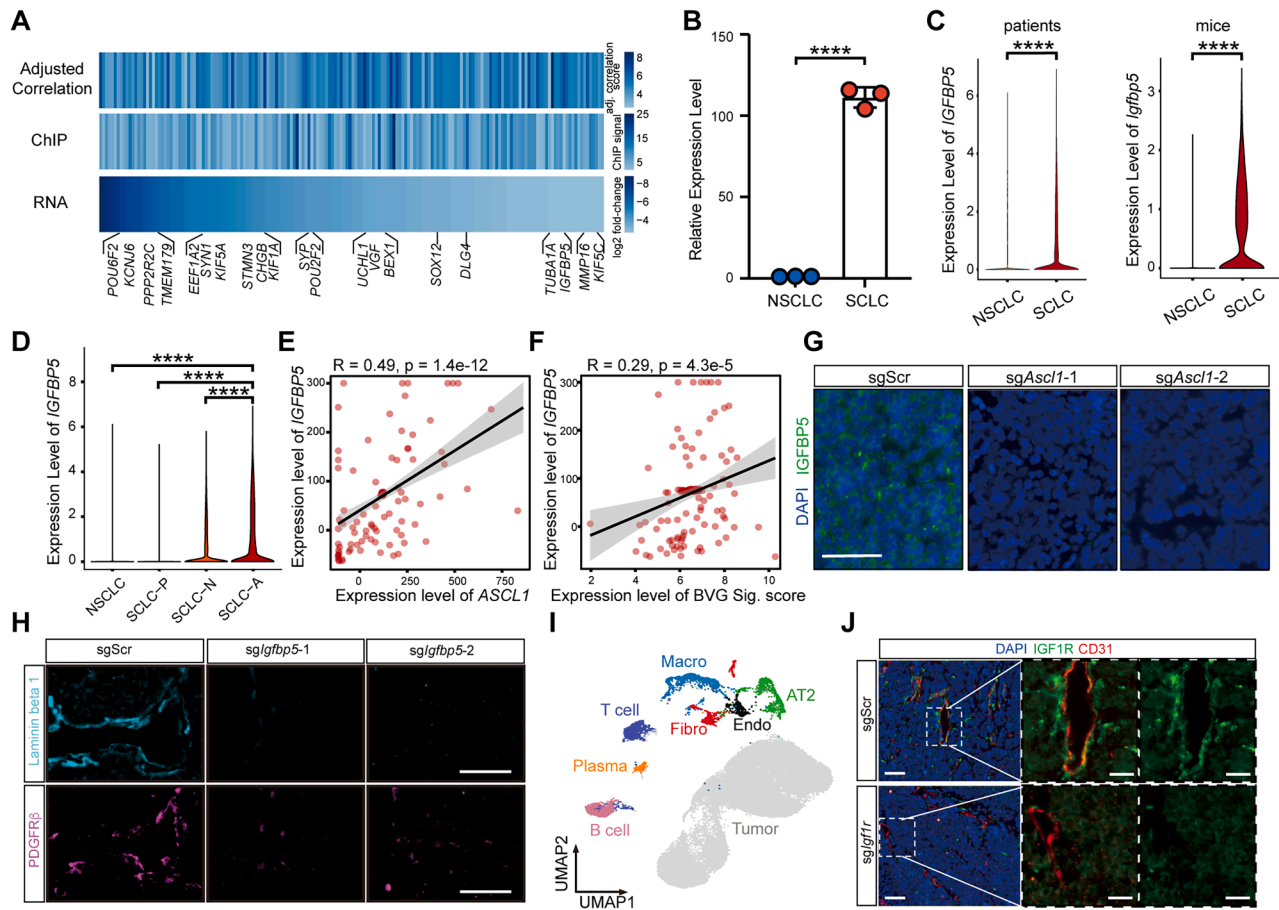 A
Adjusted
Correlation
adj. correlation
score
8
6
4
ChIP
ChIP signal
25
15
5
RNA
log2 fold-change
−8
−6
−4
POU6F2
KCNJ6
PPP2R2C
TMEM179
EEF1A2
SYN1
KIF5A
STMN3
CHGB
KIF1A
SYP
POU2F2
UCHL1
VGF
BEX1
SOX12
DLG4
TUBA1A
IGFBP5
MMP16
KIF5C
B
Relative Expression Level
150
100
50
0
****
NSCLC
SCLC
C
patients
Expression Level of IGFBP5
6
4
2
0
****
NSCLC
SCLC
mice
Expression Level of Igfbp5
3
2
1
0
****
NSCLC
SCLC
D
Expression Level of IGFBP5
8
6
4
2
0
****
****
****
NSCLC
SCLC−P
SCLC−N
SCLC−A
E
R = 0.49, p = 1.4e-12
Expression level of IGFBP5
300
200
100
0
0
250
500
750
Expression level of ASCL1
F
R = 0.29, p = 4.3e-5
Expression level of IGFBP5
300
200
100
0
2
4
6
8
10
Expression level of BVG Sig. score
G
sgScr
sgAscl1-1
sgAscl1-2
DAPI IGFBP5
H
sgScr
sgIgfbp5-1
sgIgfbp5-2
Laminin beta 1
PDGFRβ
I
Macro
AT2
T cell
Fibro
Endo
Plasma
B cell
Tumor
UMAP2
UMAP1
J
DAPI IGF1R CD31
sgScr
sgIgf1r